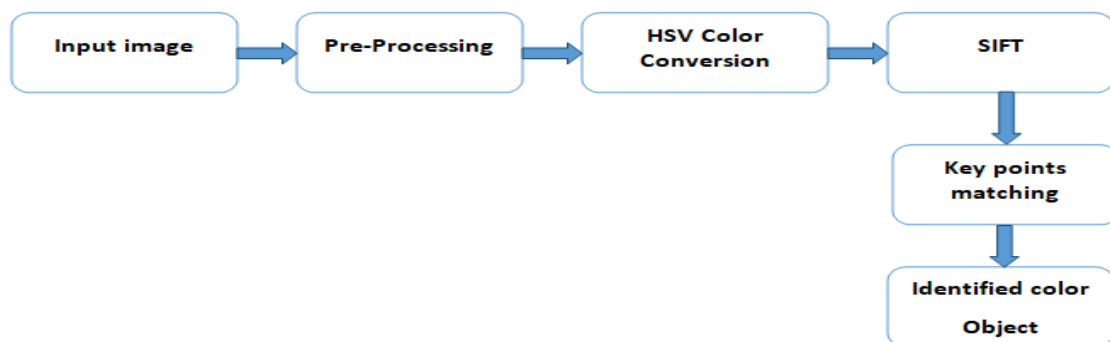 Input image
Pre-Processing
HSV Color
Conversion
SIFT
Key points
matching
Identified color
Object